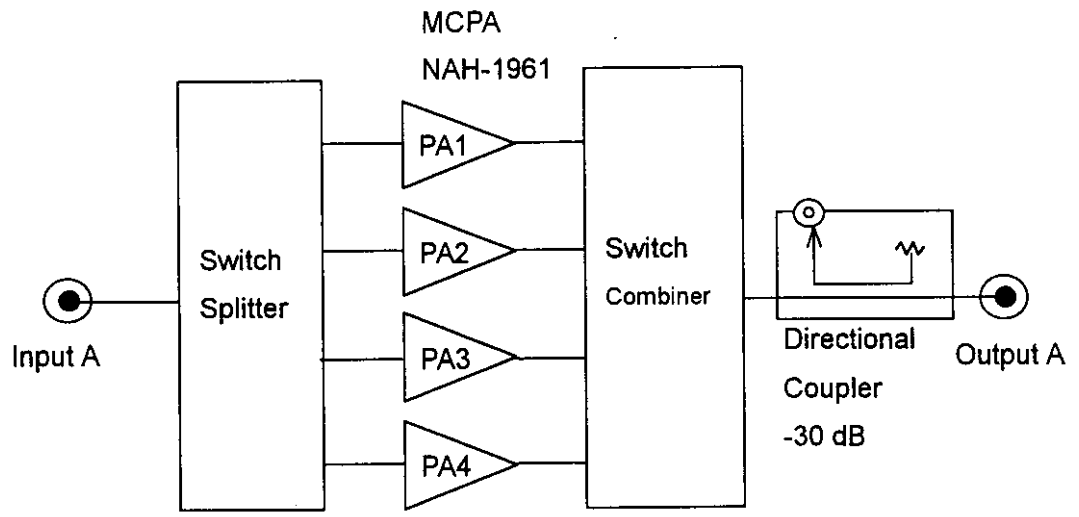 MCPA
NAH-1961
PA1
PA2
PA3
PA4
Switch
Splitter
Switch
Combiner
Input A
Directional
Coupler
-30 dB
Output A